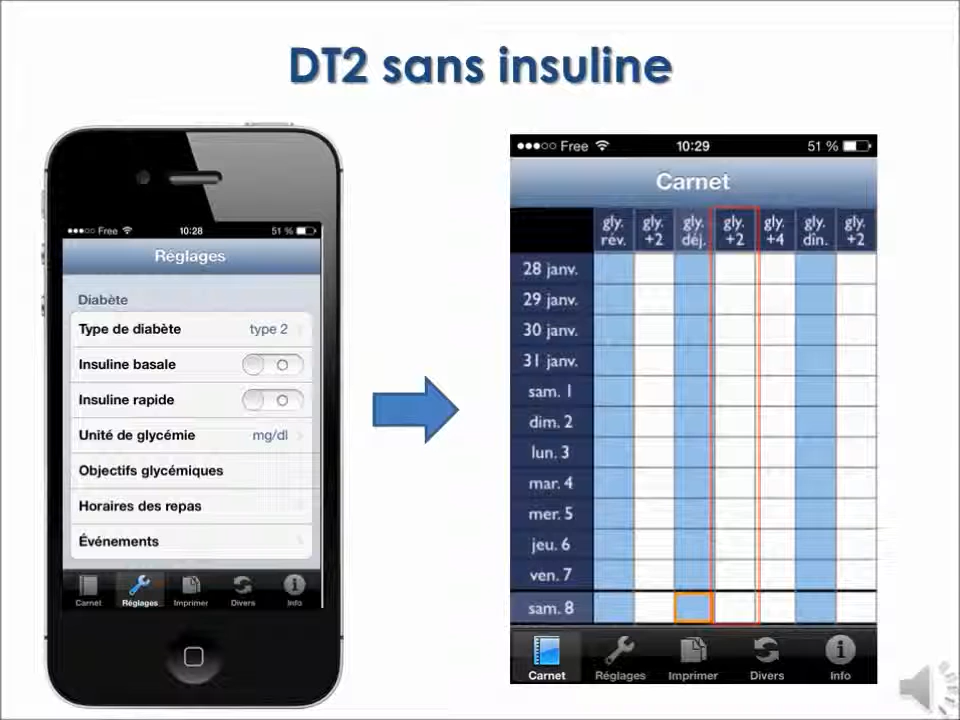 DT2 sans insuline
Free 10:28 51 %
Réglages
Diabète
Type de diabète type 2
Insuline basale
Insuline rapide
Unité de glycémie mg/dl
Objectifs glycémiques
Horaires des repas
Événements
Carnet Réglages Imprimer Divers Info
Free 10:29 51 %
Carnet
gly. gly. gly. gly. gly. gly. gly.
rév. +2 déj. +2 +4 din. +2
28 janv.
29 janv.
30 janv.
31 janv.
sam. 1
dim. 2
lun. 3
mar. 4
mer. 5
jeu. 6
ven. 7
sam. 8
Carnet Réglages Imprimer Divers Info